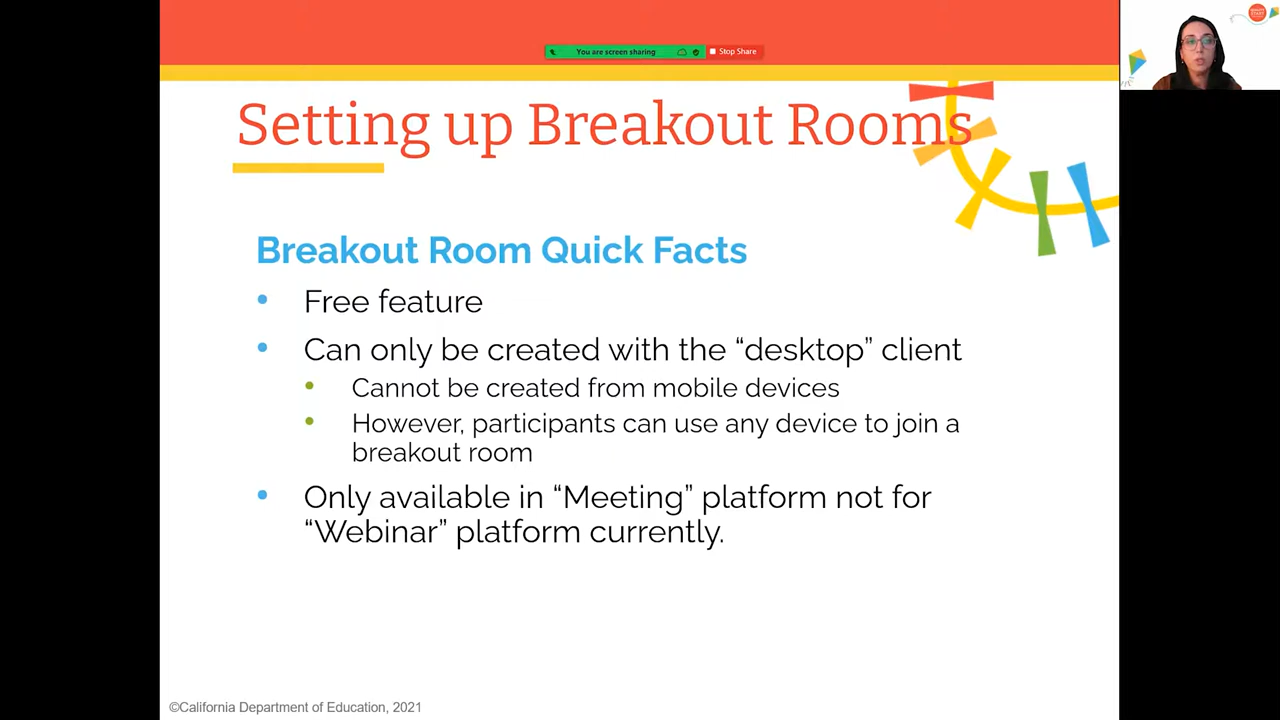 You are screen sharing
Stop Share
Setting up Breakout Rooms
Breakout Room Quick Facts
• Free feature
• Can only be created with the “desktop” client
• Cannot be created from mobile devices
• However, participants can use any device to join a
breakout room
• Only available in “Meeting” platform not for
“Webinar” platform currently.
©California Department of Education, 2021